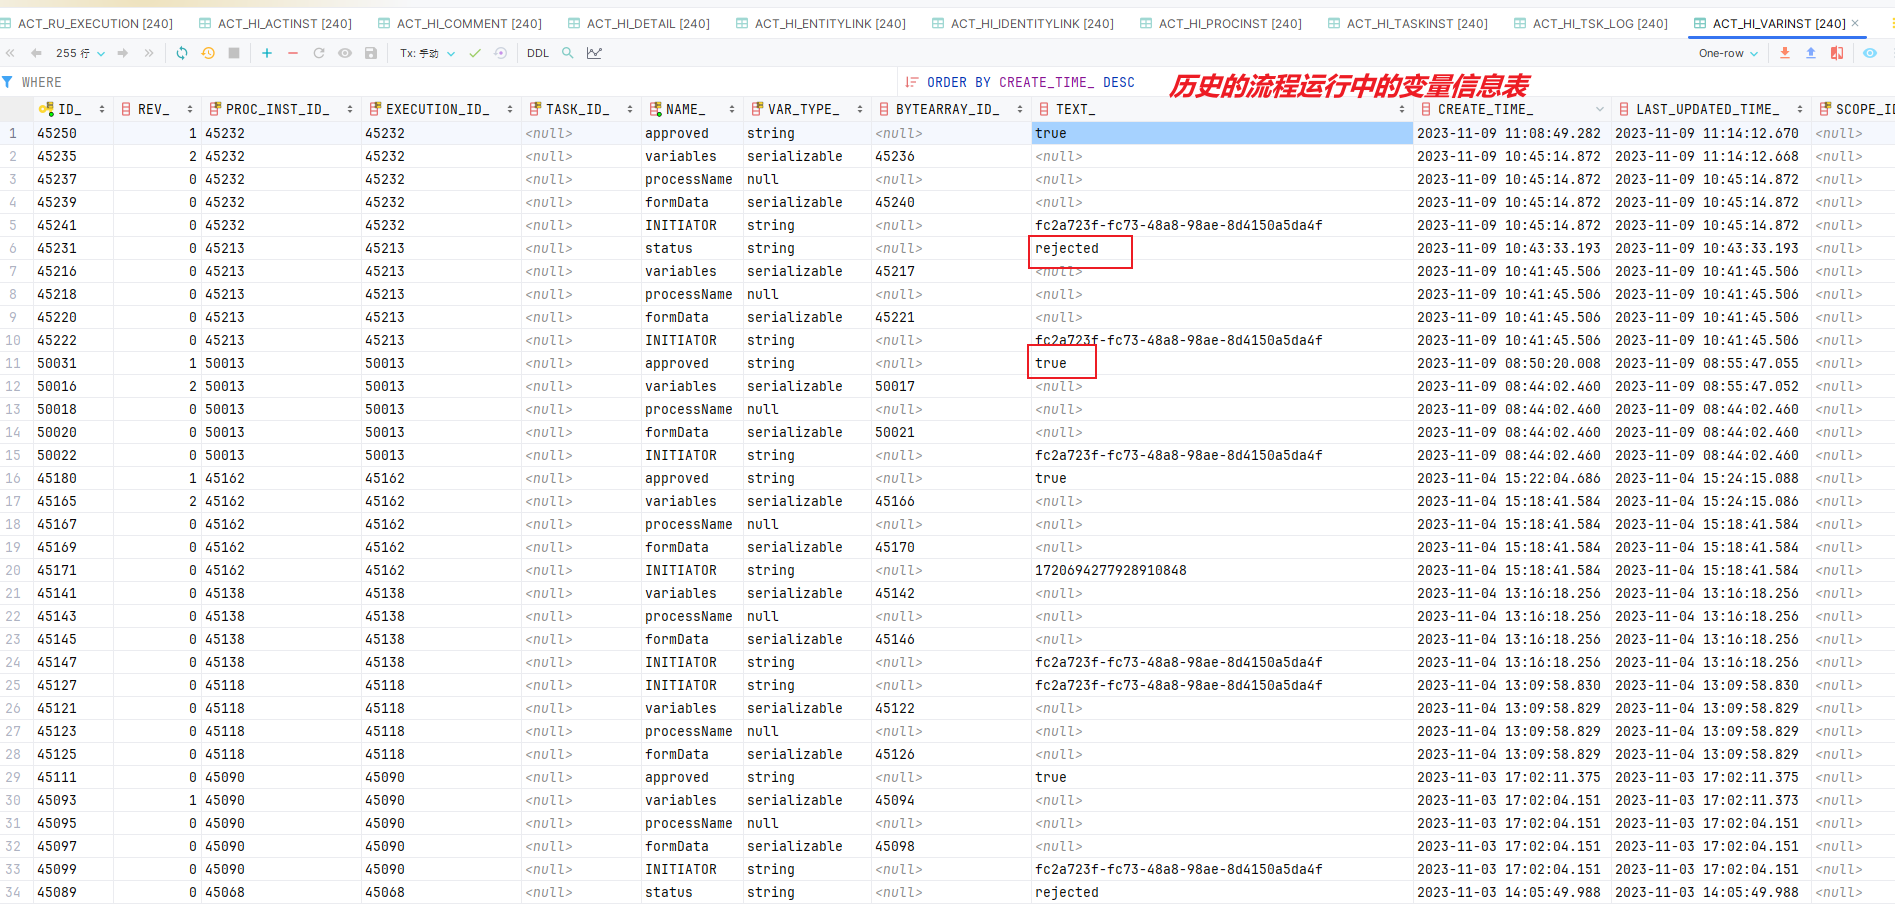 ACT_RU_EXECUTION [240] ACT_HI_ACTINST [240] ACT_HI_COMMENT [240] ACT_HI_DETAIL [240] ACT_HI_ENTITYLINK [240] ACT_HI_IDENTITYLINK [240] ACT_HI_PROCINST [240] ACT_HI_TASKINST [240] ACT_HI_TSK_LOG [240] ACT_HI_VARINST [240]
255 行 Tx: 手动 DDL One-row
WHERE ORDER BY CREATE_TIME_ DESC 历史的流程运行中的变量信息表
ID_ REV_ PROC_INST_ID_ EXECUTION_ID_ TASK_ID_ NAME_ VAR_TYPE_ BYTEARRAY_ID_ TEXT_ CREATE_TIME_ LAST_UPDATED_TIME_ SCOPE_ID
1 45250 1 45232 45232 <null> approved string <null> true 2023-11-09 11:08:49.282 2023-11-09 11:14:12.670 <null>
2 45235 2 45232 45232 <null> variables serializable 45236 <null> 2023-11-09 10:45:14.872 2023-11-09 11:14:12.668 <null>
3 45237 0 45232 45232 <null> processName null <null> <null> 2023-11-09 10:45:14.872 2023-11-09 10:45:14.872 <null>
4 45239 0 45232 45232 <null> formData serializable 45240 <null> 2023-11-09 10:45:14.872 2023-11-09 10:45:14.872 <null>
5 45241 0 45232 45232 <null> INITIATOR string <null> fc2a723f-fc73-48a8-98ae-8d4150a5da4f 2023-11-09 10:45:14.872 2023-11-09 10:45:14.872 <null>
6 45231 0 45213 45213 <null> status string <null> rejected 2023-11-09 10:43:33.193 2023-11-09 10:43:33.193 <null>
7 45216 0 45213 45213 <null> variables serializable 45217 <null> 2023-11-09 10:41:45.506 2023-11-09 10:41:45.506 <null>
8 45218 0 45213 45213 <null> processName null <null> <null> 2023-11-09 10:41:45.506 2023-11-09 10:41:45.506 <null>
9 45220 0 45213 45213 <null> formData serializable 45221 <null> 2023-11-09 10:41:45.506 2023-11-09 10:41:45.506 <null>
10 45222 0 45213 45213 <null> INITIATOR string <null> fc2a723f-fc73-48a8-98ae-8d4150a5da4f 2023-11-09 10:41:45.506 2023-11-09 10:41:45.506 <null>
11 50031 1 50013 50013 <null> approved string <null> true 2023-11-09 08:50:20.008 2023-11-09 08:55:47.055 <null>
12 50016 2 50013 50013 <null> variables serializable 50017 <null> 2023-11-09 08:44:02.460 2023-11-09 08:55:47.052 <null>
13 50018 0 50013 50013 <null> processName null <null> <null> 2023-11-09 08:44:02.460 2023-11-09 08:44:02.460 <null>
14 50020 0 50013 50013 <null> formData serializable 50021 <null> 2023-11-09 08:44:02.460 2023-11-09 08:44:02.460 <null>
15 50022 0 50013 50013 <null> INITIATOR string <null> fc2a723f-fc73-48a8-98ae-8d4150a5da4f 2023-11-09 08:44:02.460 2023-11-09 08:44:02.460 <null>
16 45180 1 45162 45162 <null> approved string <null> true 2023-11-04 15:22:04.686 2023-11-04 15:24:15.088 <null>
17 45165 2 45162 45162 <null> variables serializable 45166 <null> 2023-11-04 15:18:41.584 2023-11-04 15:24:15.086 <null>
18 45167 0 45162 45162 <null> processName null <null> <null> 2023-11-04 15:18:41.584 2023-11-04 15:18:41.584 <null>
19 45169 0 45162 45162 <null> formData serializable 45170 <null> 2023-11-04 15:18:41.584 2023-11-04 15:18:41.584 <null>
20 45171 0 45162 45162 <null> INITIATOR string <null> 1720694277928910848 2023-11-04 15:18:41.584 2023-11-04 15:18:41.584 <null>
21 45141 0 45138 45138 <null> variables serializable 45142 <null> 2023-11-04 13:16:18.256 2023-11-04 13:16:18.256 <null>
22 45143 0 45138 45138 <null> processName null <null> <null> 2023-11-04 13:16:18.256 2023-11-04 13:16:18.256 <null>
23 45145 0 45138 45138 <null> formData serializable 45146 <null> 2023-11-04 13:16:18.256 2023-11-04 13:16:18.256 <null>
24 45147 0 45138 45138 <null> INITIATOR string <null> fc2a723f-fc73-48a8-98ae-8d4150a5da4f 2023-11-04 13:16:18.256 2023-11-04 13:16:18.256 <null>
25 45127 0 45118 45118 <null> INITIATOR string <null> fc2a723f-fc73-48a8-98ae-8d4150a5da4f 2023-11-04 13:09:58.830 2023-11-04 13:09:58.830 <null>
26 45121 0 45118 45118 <null> variables serializable 45122 <null> 2023-11-04 13:09:58.829 2023-11-04 13:09:58.829 <null>
27 45123 0 45118 45118 <null> processName null <null> <null> 2023-11-04 13:09:58.829 2023-11-04 13:09:58.829 <null>
28 45125 0 45118 45118 <null> formData serializable 45126 <null> 2023-11-04 13:09:58.829 2023-11-04 13:09:58.829 <null>
29 45111 0 45090 45090 <null> approved string <null> true 2023-11-03 17:02:11.375 2023-11-03 17:02:11.375 <null>
30 45093 1 45090 45090 <null> variables serializable 45094 <null> 2023-11-03 17:02:04.151 2023-11-03 17:02:11.373 <null>
31 45095 0 45090 45090 <null> processName null <null> <null> 2023-11-03 17:02:04.151 2023-11-03 17:02:04.151 <null>
32 45097 0 45090 45090 <null> formData serializable 45098 <null> 2023-11-03 17:02:04.151 2023-11-03 17:02:04.151 <null>
33 45099 0 45090 45090 <null> INITIATOR string <null> fc2a723f-fc73-48a8-98ae-8d4150a5da4f 2023-11-03 17:02:04.151 2023-11-03 17:02:04.151 <null>
34 45089 0 45068 45068 <null> status string <null> rejected 2023-11-03 14:05:49.988 2023-11-03 14:05:49.988 <null>